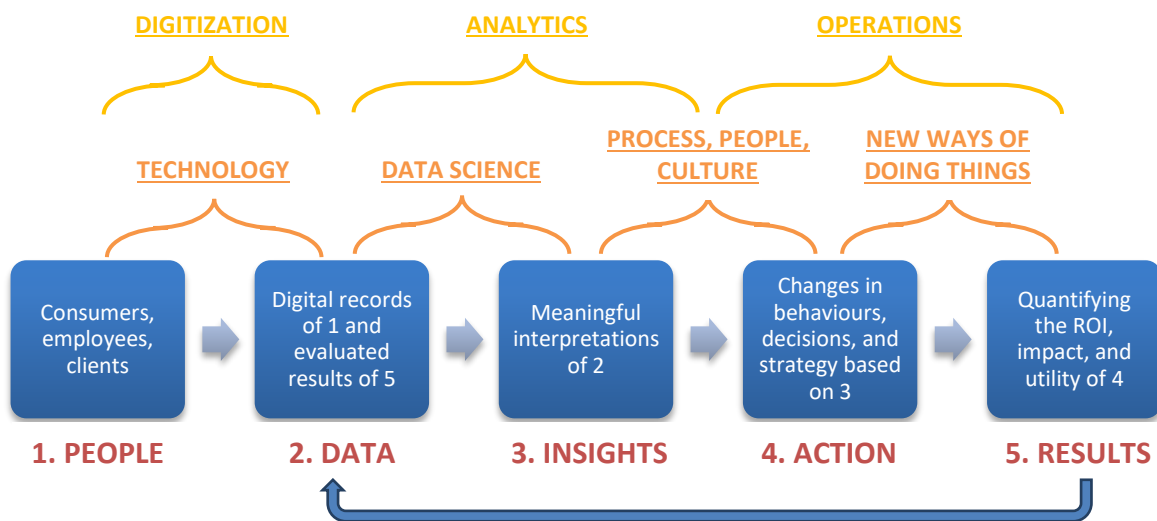 DIGITIZATION
ANALYTICS
OPERATIONS
TECHNOLOGY
DATA SCIENCE
PROCESS, PEOPLE,
CULTURE
NEW WAYS OF
DOING THINGS
Consumers,
employees,
clients
Digital records
of 1 and
evaluated
results of 5
Meaningful
interpretations
of 2
Changes in
behaviours,
decisions, and
strategy based
on 3
Quantifying
the ROI,
impact, and
utility of 4
1. PEOPLE
2. DATA
3. INSIGHTS
4. ACTION
5. RESULTS